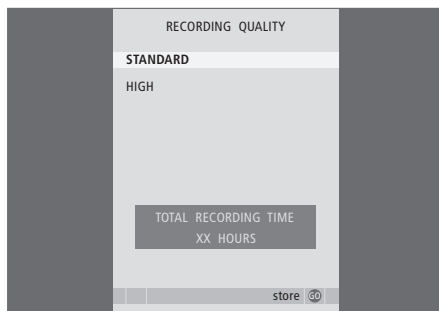 RECORDING QUALITY
STANDARD
HIGH
TOTAL RECORDING TIME
XX HOURS
store GO